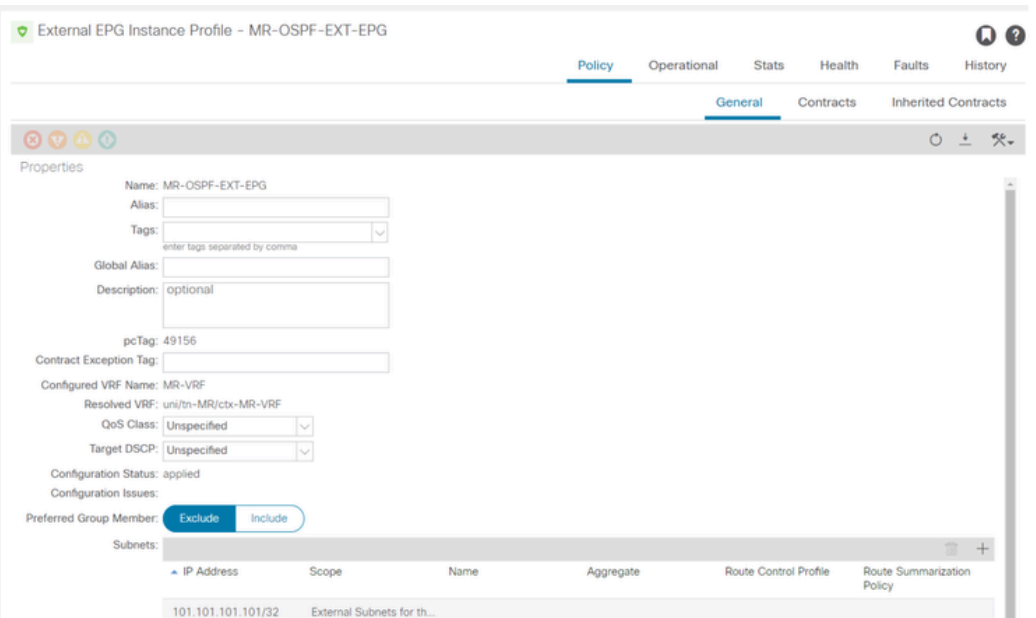 External EPG Instance Profile - MR-OSPF-EXT-EPG
Policy Operational Stats Health Faults History
General Contracts Inherited Contracts
Properties
Name: MR-OSPF-EXT-EPG
Alias:
Tags:
enter tags separated by comma
Global Alias:
Description: optional
pcTag: 49156
Contract Exception Tag:
Configured VRF Name: MR-VRF
Resolved VRF: uni/tn-MR/ctx-MR-VRF
QoS Class: Unspecified
Target DSCP: Unspecified
Configuration Status: applied
Configuration Issues:
Preferred Group Member: Exclude Include
Subnets:
IP Address Scope Name Aggregate Route Control Profile Route Summarization
Policy
101.101.101.101/32 External Subnets for th...